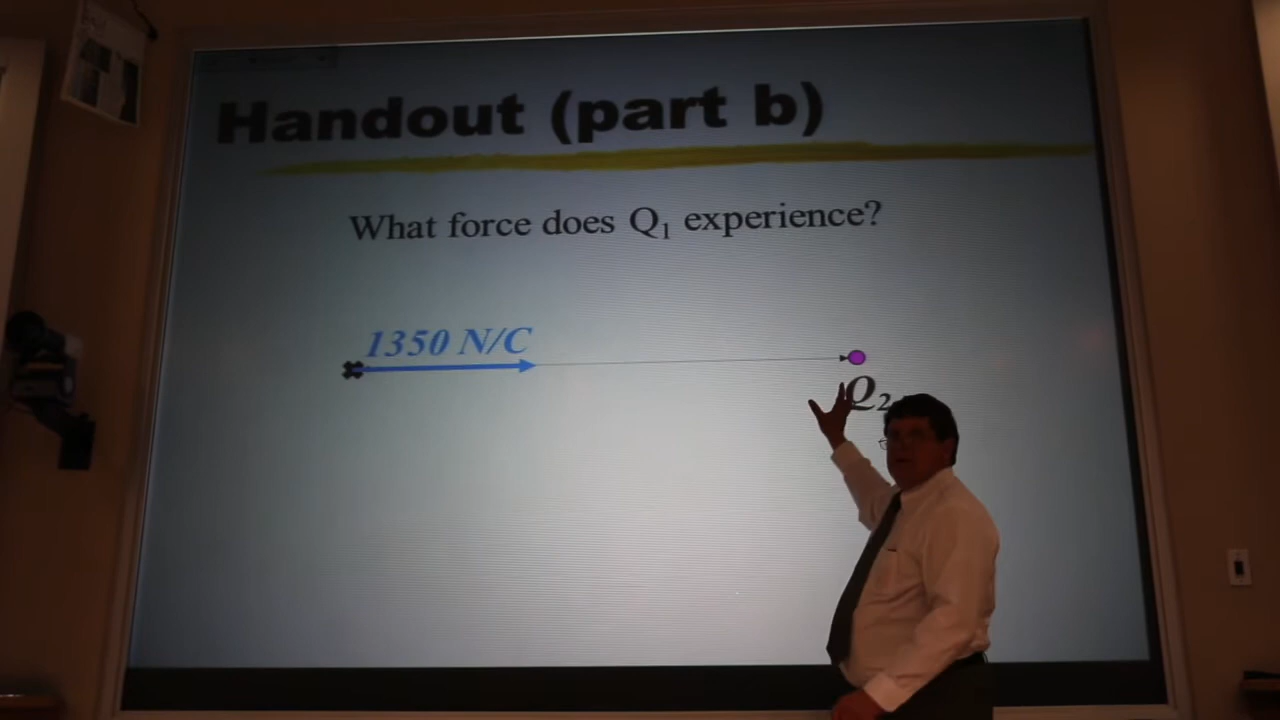 Handout (part b)
What force does Q₁ experience?
1350 N/C
Q₂